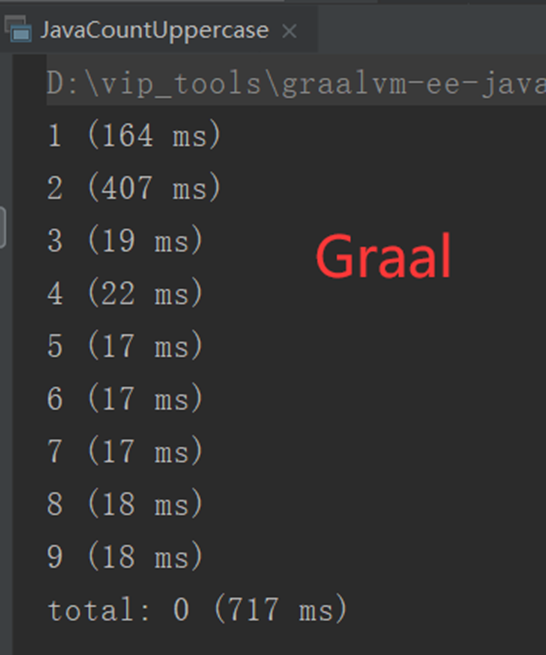 JavaCountUppercase
D:\vip_tools\graalvm-ee-java
1 (164 ms)
2 (407 ms)
3 (19 ms)
Graal
4 (22 ms)
5 (17 ms)
6 (17 ms)
7 (17 ms)
8 (18 ms)
9 (18 ms)
total: 0 (717 ms)